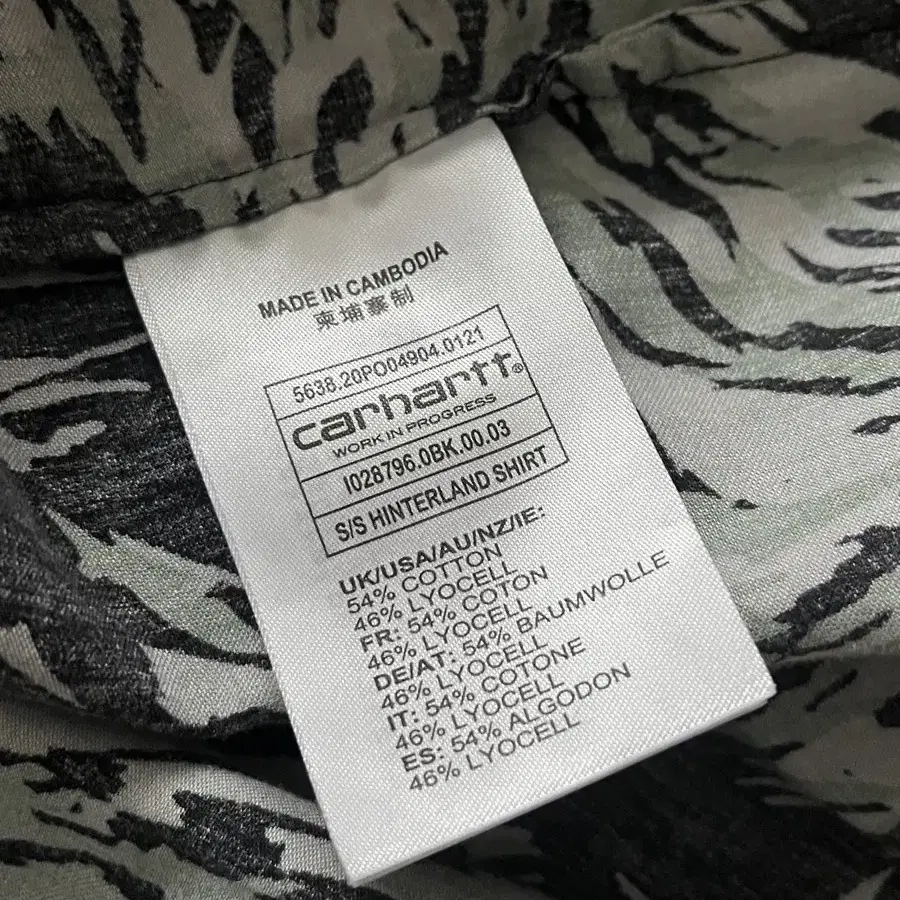 MADE IN CAMBODIA
柬埔寨制
5638.20PO04904.0121
carhartt®
WORK IN PROGRESS
I028796.0BK.00.03
S/S HINTERLAND SHIRT
UK/USA/AU/NZ/IE:
54% COTTON
46% LYOCELL
FR: 54% COTON
46% LYOCELL
DE/AT: 54% BAUMWOLLE
46% LYOCELL
IT: 54% COTONE
46% LYOCELL
ES: 54% ALGODON
46% LYOCELL